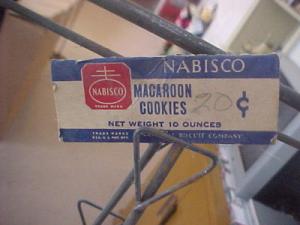 NABISCO
NABISCO
TRADE MARK
MACAROON
COOKIES 20 ¢
NET WEIGHT 10 OUNCES
TRADE MARKS
BISCUIT COMPANY